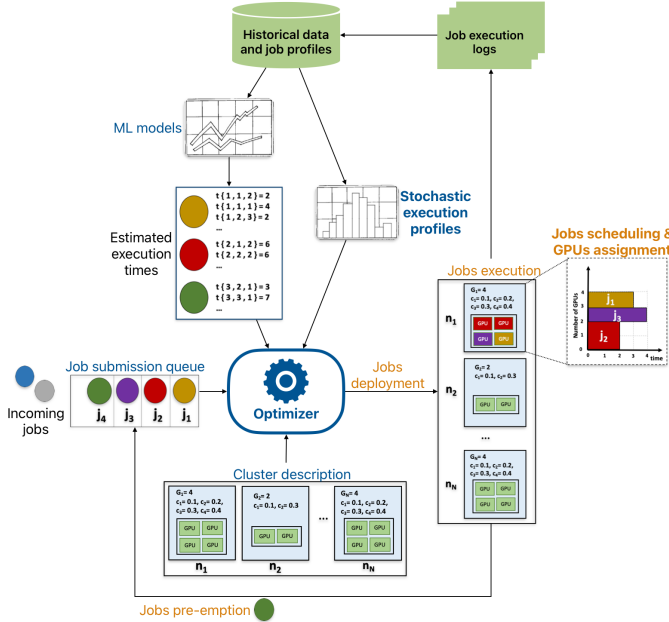 Historical data
and job profiles
Job execution
logs
ML models
Stochastic
execution
profiles
Estimated
execution
times
t{1,1,2}=2
t{1,1,1}=4
t{1,2,3}=2
...
t{2,1,2}=6
t{2,2,2}=6
...
t{3,2,1}=3
t{3,3,1}=7
...
Jobs scheduling &
GPUs assignment
Number of GPUs
4
3
2
1
0
j₁
j₃
j₂
0 1 2 3 4 time
Jobs execution
n₁
G₁= 4
c₁= 0.1, c₂= 0.2,
c₃= 0.3, c₄= 0.4
GPU GPU
GPU GPU
n₂
G₂= 2
c₁= 0.1, c₂= 0.3
GPU GPU
...
n_N
G_N= 4
c₁= 0.1, c₂= 0.2,
c₃= 0.3, c₄= 0.4
GPU GPU
GPU GPU
Incoming
jobs
Job submission queue
j₄ j₃ j₂ j₁
Optimizer
Jobs
deployment
Cluster description
G₁= 4
c₁= 0.1, c₂= 0.2,
c₃= 0.3, c₄= 0.4
GPU GPU
GPU GPU
n₁
G₂= 2
c₁= 0.1, c₂= 0.3
GPU GPU
n₂
...
G_N= 4
c₁= 0.1, c₂= 0.2,
c₃= 0.3, c₄= 0.4
GPU GPU
GPU GPU
n_N
Jobs pre-emption